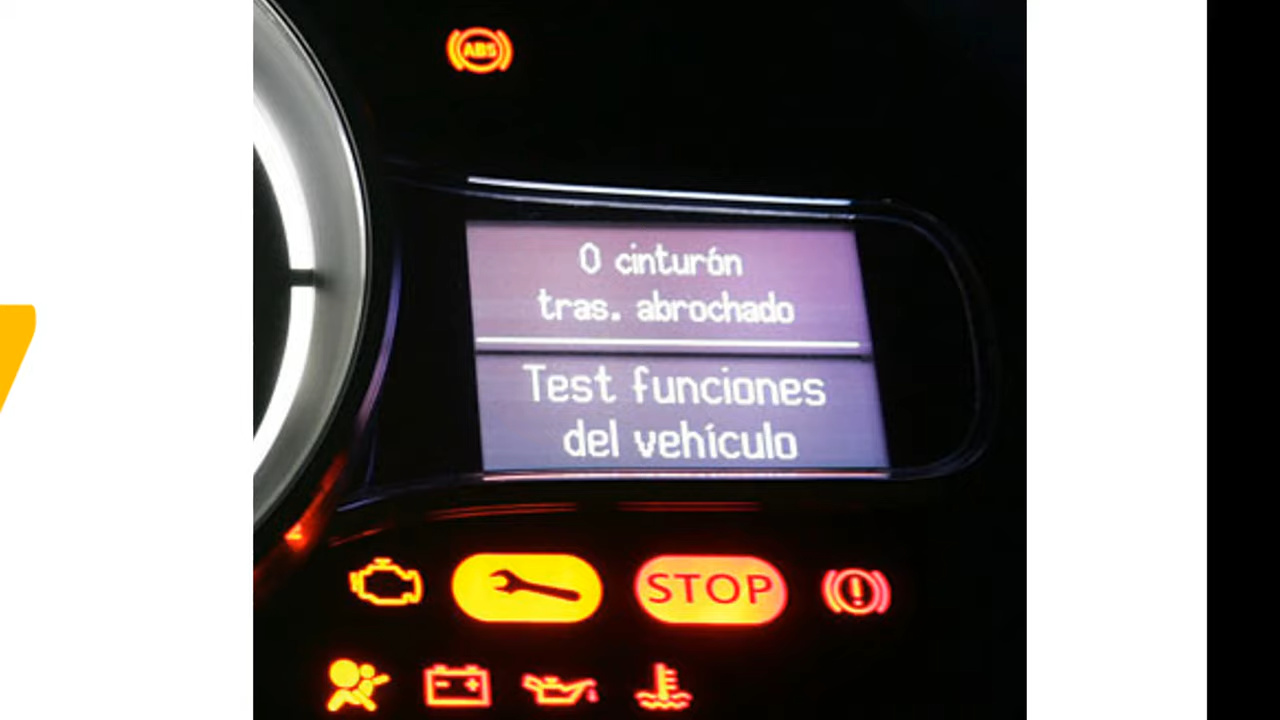 ABS
0 cinturón
tras. abrochado
Test funciones
del vehículo
STOP